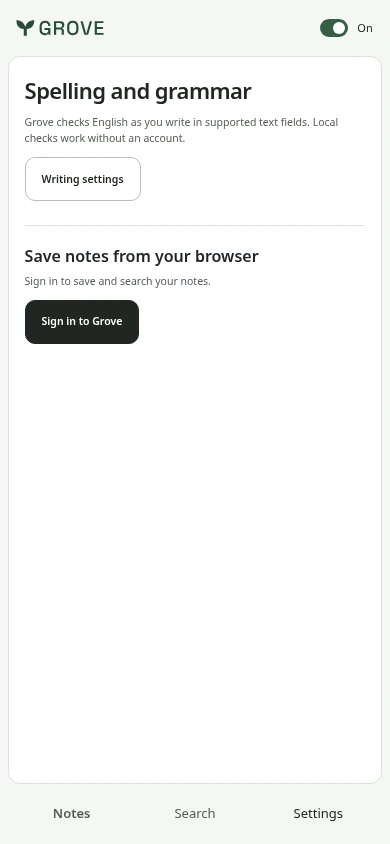 GROVE
On
Spelling and grammar
Grove checks English as you write in supported text fields. Local
checks work without an account.
Writing settings
Save notes from your browser
Sign in to save and search your notes.
Sign in to Grove
Notes
Search
Settings